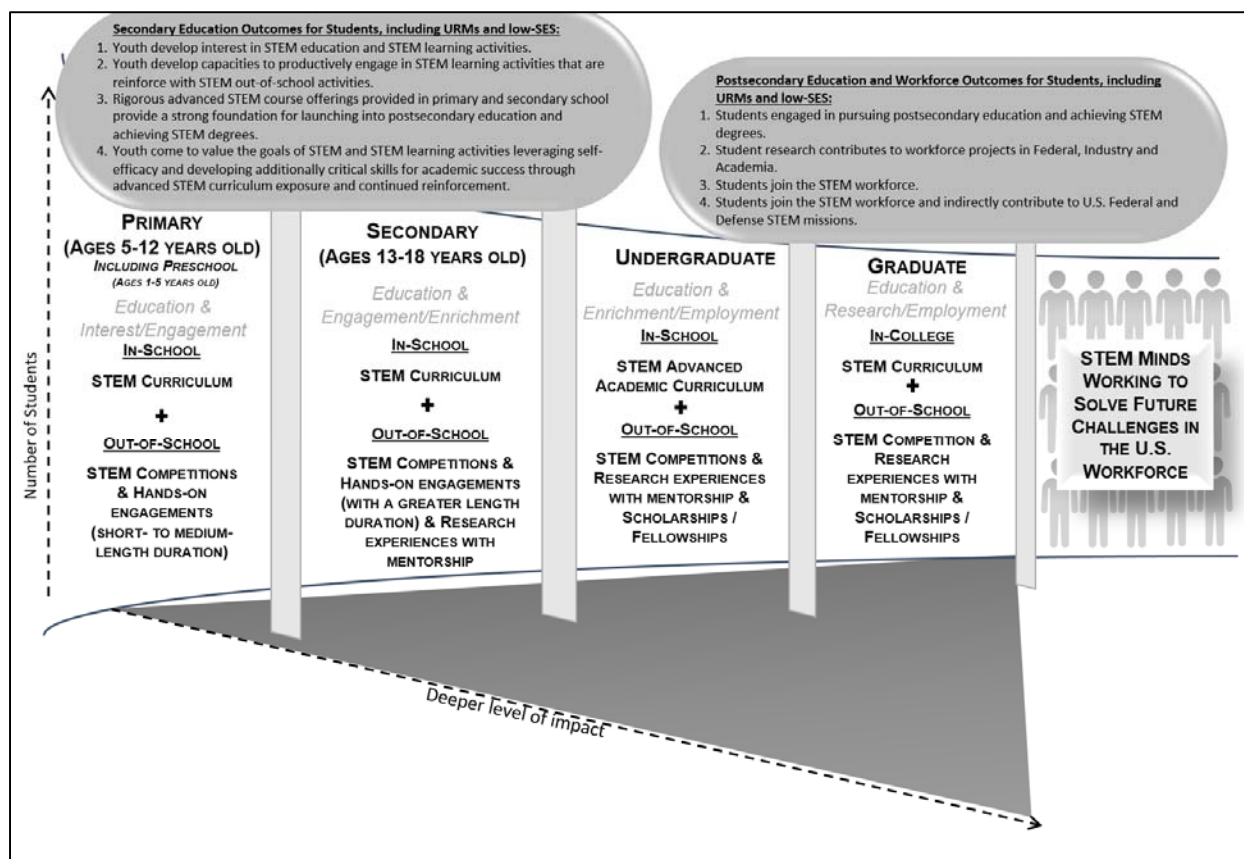 Secondary Education Outcomes for Students, including URMs and low-SES:
1. Youth develop interest in STEM education and STEM learning activities.
2. Youth develop capacities to productively engage in STEM learning activities that are
reinforce with STEM out-of-school activities.
3. Rigorous advanced STEM course offerings provided in primary and secondary school
provide a strong foundation for launching into postsecondary education and
achieving STEM degrees.
4. Youth come to value the goals of STEM and STEM learning activities leveraging self-
efficacy and developing additionally critical skills for academic success through
advanced STEM curriculum exposure and continued reinforcement.
Postsecondary Education and Workforce Outcomes for Students, including
URMs and low-SES:
1. Students engaged in pursuing postsecondary education and achieving STEM
degrees.
2. Student research contributes to workforce projects in Federal, Industry and
Academia.
3. Students join the STEM workforce.
4. Students join the STEM workforce and indirectly contribute to U.S. Federal and
Defense STEM missions.
Number of Students
PRIMARY
(AGES 5-12 YEARS OLD)
INCLUDING PRESCHOOL
(AGES 1-5 YEARS OLD)
Education &
Interest/Engagement
IN-SCHOOL
STEM CURRICULUM
+
OUT-OF-SCHOOL
STEM COMPETITIONS
& HANDS-ON
ENGAGEMENTS
(SHORT- TO MEDIUM-
LENGTH DURATION)
SECONDARY
(AGES 13-18 YEARS OLD)
Education &
Engagement/Enrichment
IN-SCHOOL
STEM CURRICULUM
+
OUT-OF-SCHOOL
STEM COMPETITIONS &
HANDS-ON ENGAGEMENTS
(WITH A GREATER LENGTH
DURATION) & RESEARCH
EXPERIENCES WITH
MENTORSHIP
UNDERGRADUATE
Education &
Enrichment/Employment
IN-SCHOOL
STEM ADVANCED
ACADEMIC CURRICULUM
+
OUT-OF-SCHOOL
STEM COMPETITIONS &
RESEARCH EXPERIENCES
WITH MENTORSHIP &
SCHOLARSHIPS /
FELLOWSHIPS
GRADUATE
Education &
Research/Employment
IN-COLLEGE
STEM CURRICULUM
+
OUT-OF-SCHOOL
STEM COMPETITION &
RESEARCH
EXPERIENCES WITH
MENTORSHIP &
SCHOLARSHIPS /
FELLOWSHIPS
STEM MINDS
WORKING TO
SOLVE FUTURE
CHALLENGES IN
THE U.S.
WORKFORCE
Deeper level of impact